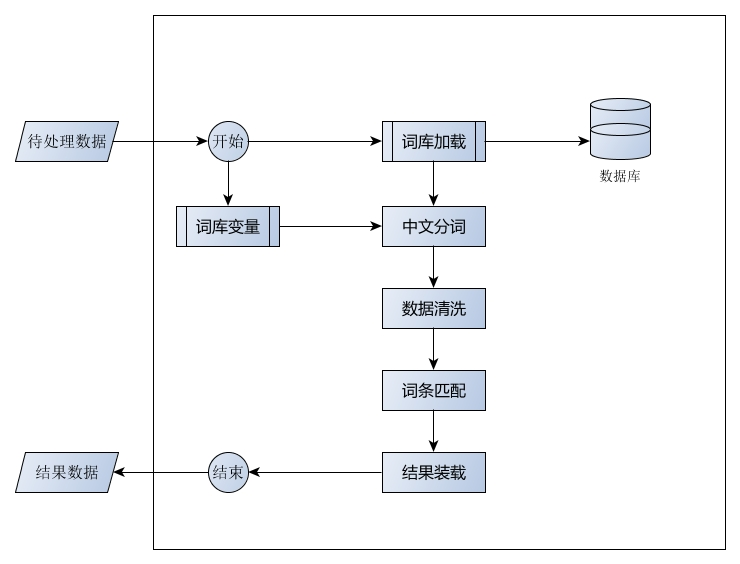 待处理数据
开始
词库加载
数据库
词库变量
中文分词
数据清洗
词条匹配
结果数据
结束
结果装载